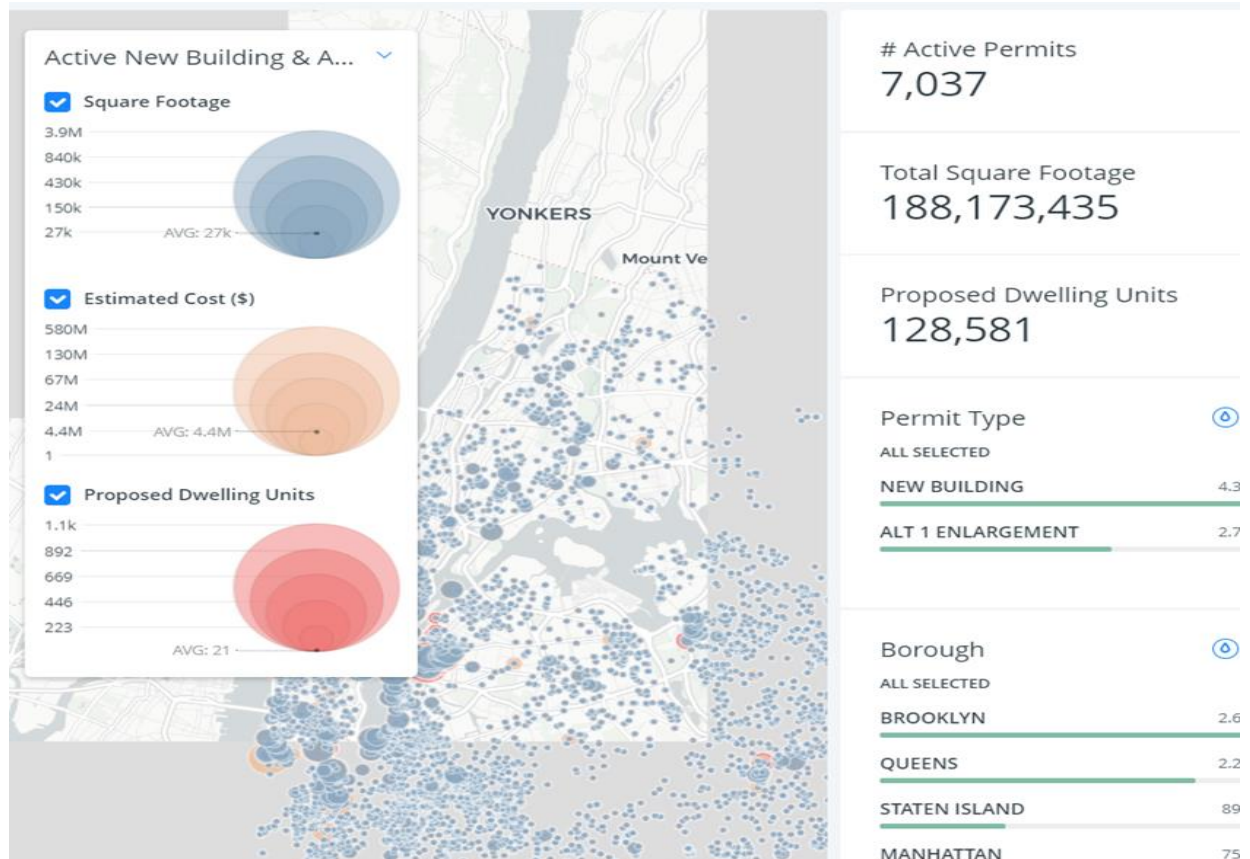 Active New Building & A...
Square Footage
3.9M
840k
430k
150k
27k
AVG: 27k
Estimated Cost ($)
580M
130M
67M
24M
4.4M
AVG: 4.4M
1
Proposed Dwelling Units
1.1k
892
669
446
223
AVG: 21
YONKERS
Mount Ve
# Active Permits
7,037
Total Square Footage
188,173,435
Proposed Dwelling Units
128,581
Permit Type
ALL SELECTED
NEW BUILDING 4.3
ALT 1 ENLARGEMENT 2.7
Borough
ALL SELECTED
BROOKLYN 2.6
QUEENS 2.2
STATEN ISLAND 89
MANHATTAN 75